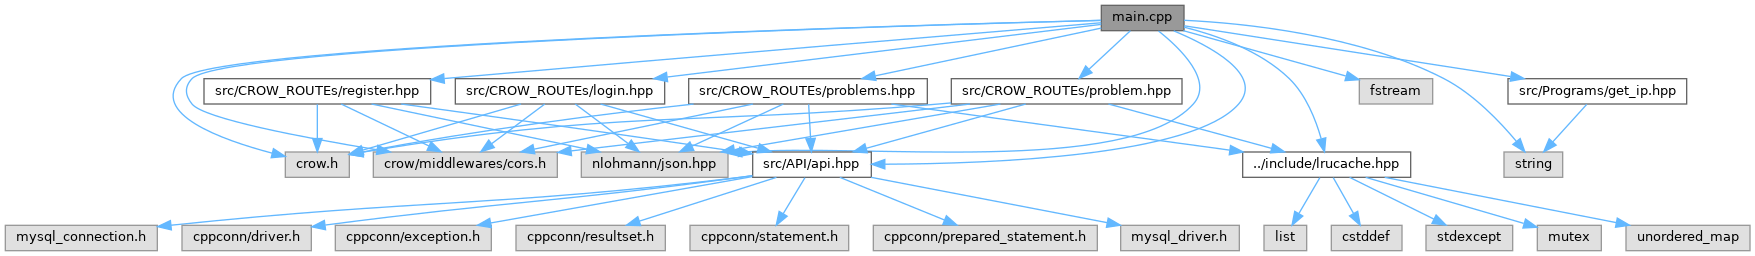 main.cpp
src/CROW_ROUTEs/register.hpp
src/CROW_ROUTEs/login.hpp
src/CROW_ROUTEs/problems.hpp
src/CROW_ROUTEs/problem.hpp
fstream
src/Programs/get_ip.hpp
crow.h
crow/middlewares/cors.h
nlohmann/json.hpp
src/API/api.hpp
../include/lrucache.hpp
string
mysql_connection.h
cppconn/driver.h
cppconn/exception.h
cppconn/resultset.h
cppconn/statement.h
cppconn/prepared_statement.h
mysql_driver.h
list
cstddef
stdexcept
mutex
unordered_map